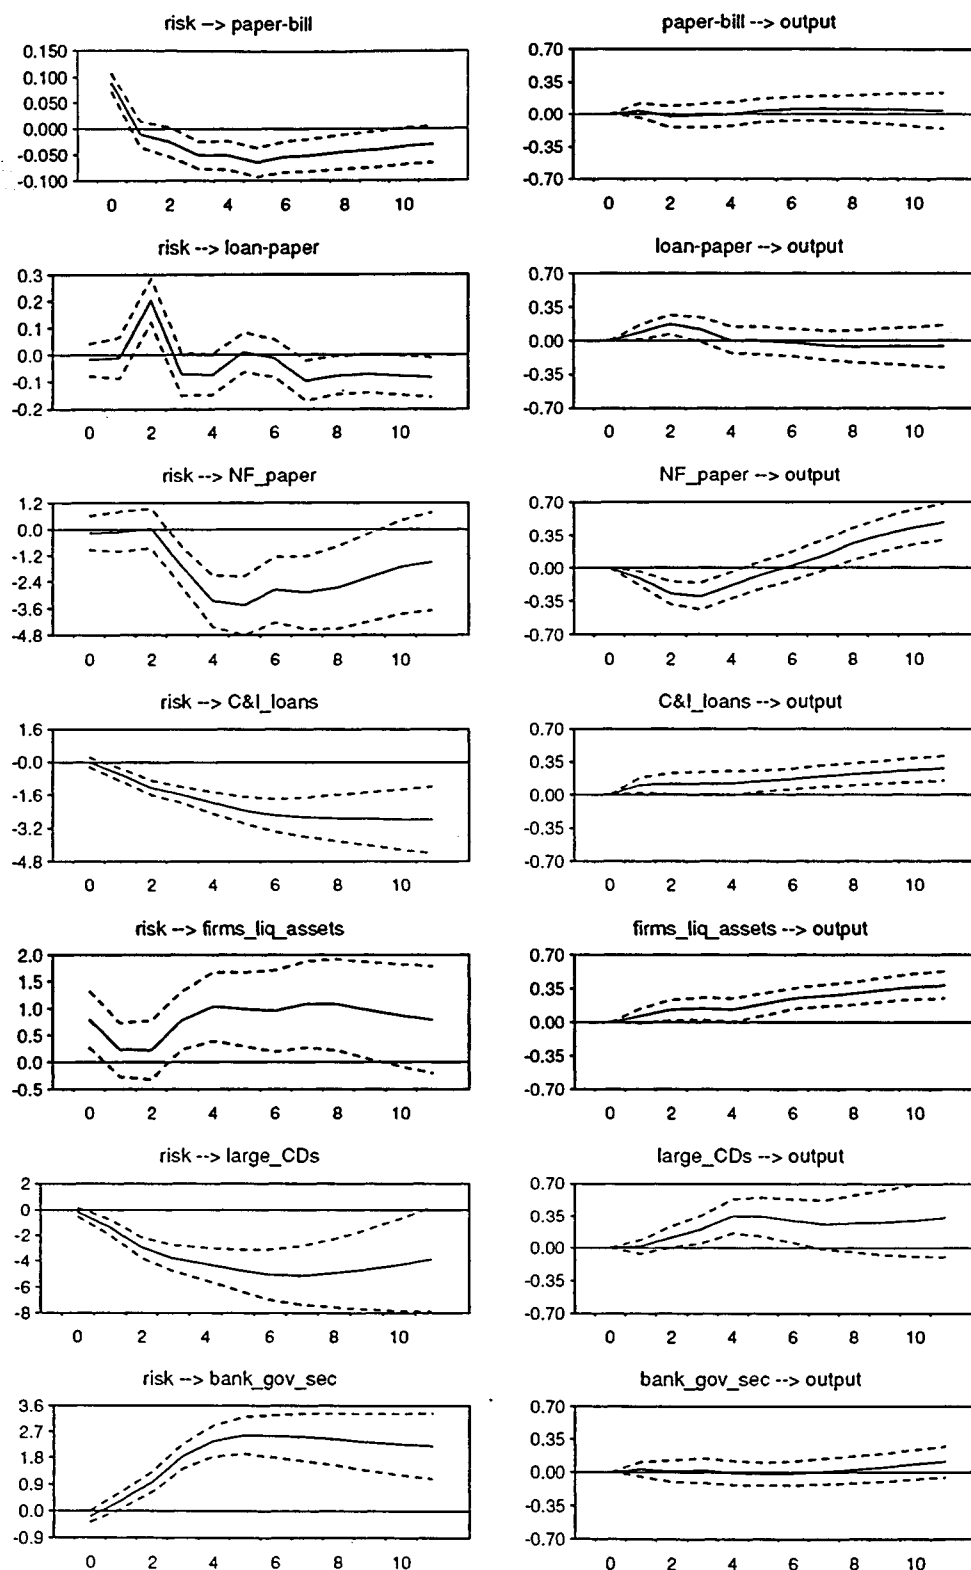 risk --> paper-bill
0.150
0.100
0.050
0.000
-0.050
-0.100
0 2 4 6 8 10
paper-bill --> output
0.70
0.35
0.00
-0.35
-0.70
0 2 4 6 8 10
risk --> loan-paper
0.3
0.2
0.1
0.0
-0.1
-0.2
0 2 4 6 8 10
loan-paper --> output
0.70
0.35
0.00
-0.35
-0.70
0 2 4 6 8 10
risk --> NF_paper
1.2
0.0
-1.2
-2.4
-3.6
-4.8
0 2 4 6 8 10
NF_paper --> output
0.70
0.35
0.00
-0.35
-0.70
0 2 4 6 8 10
risk --> C&I_loans
1.6
-0.0
-1.6
-3.2
-4.8
0 2 4 6 8 10
C&I_loans --> output
0.70
0.35
0.00
-0.35
-0.70
0 2 4 6 8 10
risk --> firms_liq_assets
2.0
1.5
1.0
0.5
0.0
-0.5
0 2 4 6 8 10
firms_liq_assets --> output
0.70
0.35
0.00
-0.35
-0.70
0 2 4 6 8 10
risk --> large_CDs
2
0
-2
-4
-6
-8
0 2 4 6 8 10
large_CDs --> output
0.70
0.35
0.00
-0.35
-0.70
0 2 4 6 8 10
risk --> bank_gov_sec
3.6
2.7
1.8
0.9
0.0
-0.9
0 2 4 6 8 10
bank_gov_sec --> output
0.70
0.35
0.00
-0.35
-0.70
0 2 4 6 8 10